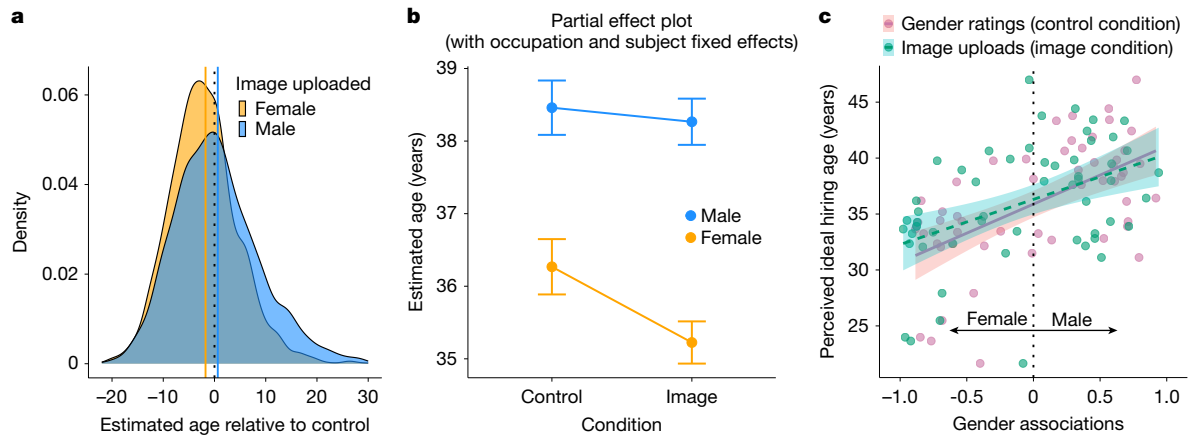 a
Image uploaded
Female
Male
Density
0.06
0.04
0.02
0
−20
−10
0
10
20
30
Estimated age relative to control
b
Partial effect plot
(with occupation and subject fixed effects)
Estimated age (years)
39
38
37
36
35
Male
Female
Control
Image
Condition
c
Gender ratings (control condition)
Image uploads (image condition)
Perceived ideal hiring age (years)
45
40
35
30
25
Female
Male
−1.0
−0.5
0
0.5
1.0
Gender associations